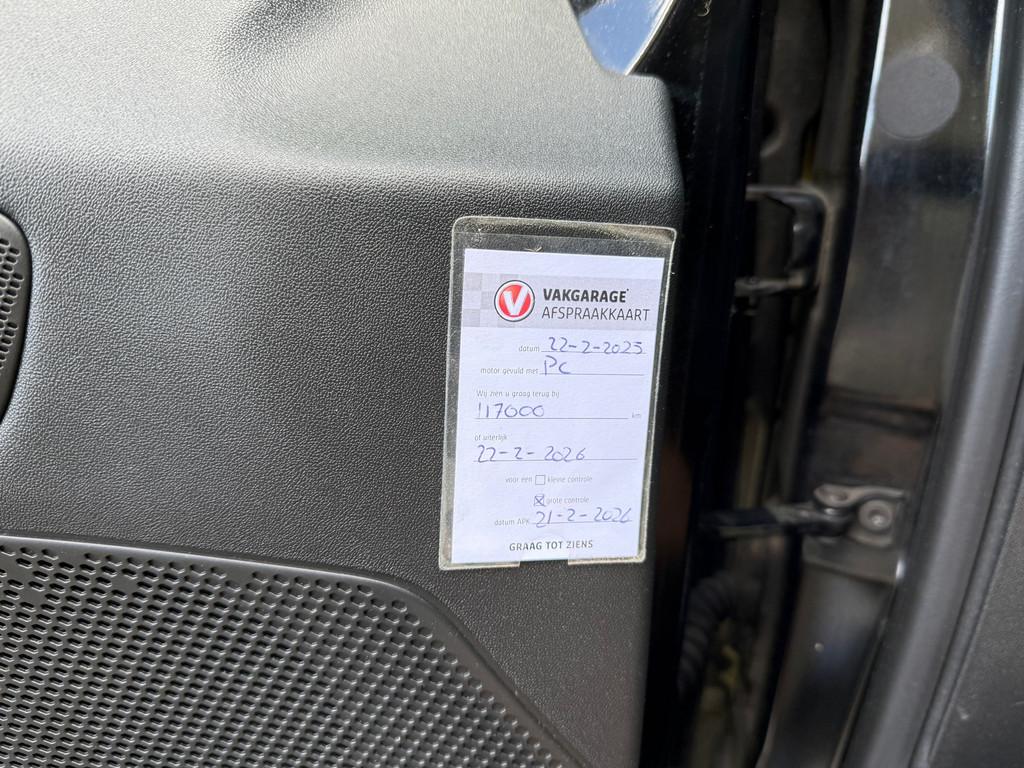 V VAKGARAGE
AFSPRAAKKAART
datum 22-2-2025
motor gevuld met PC
Wij zien u graag terug bij
117000 km
of uiterlijk
22-2-2026
voor een kleine controle
grote controle
datum APK 21-2-2026
GRAAG TOT ZIENS